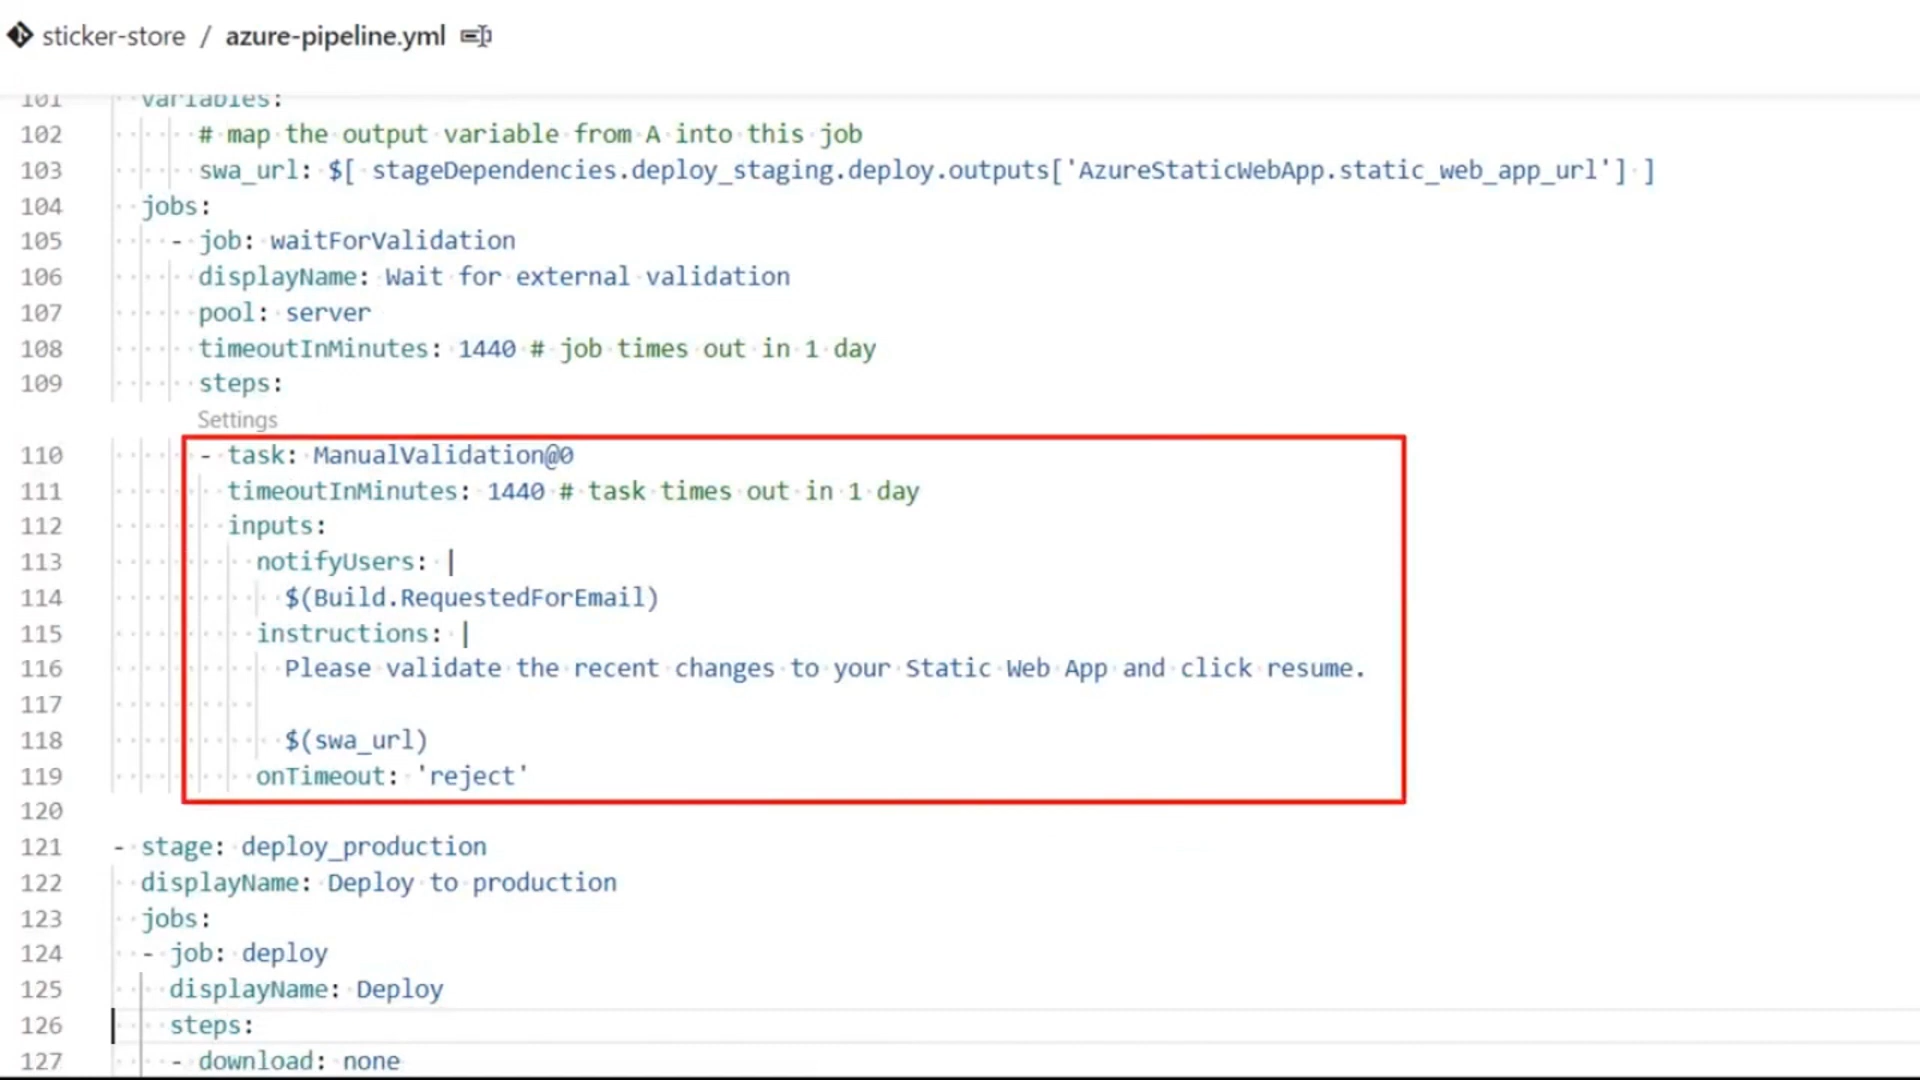 sticker-store / azure-pipeline.yml
101 variables:
102 # map the output variable from A into this job
103 swa_url: $[ stageDependencies.deploy_staging.deploy.outputs['AzureStaticWebApp.static_web_app_url'] ]
104 jobs:
105 - job: waitForValidation
106 displayName: Wait for external validation
107 pool: server
108 timeoutInMinutes: 1440 # job times out in 1 day
109 steps:
Settings
110 - task: ManualValidation@0
111 timeoutInMinutes: 1440 # task times out in 1 day
112 inputs:
113 notifyUsers: |
114 $(Build.RequestedForEmail)
115 instructions: |
116 Please validate the recent changes to your Static Web App and click resume.
117
118 $(swa_url)
119 onTimeout: 'reject'
120
121 - stage: deploy_production
122 displayName: Deploy to production
123 jobs:
124 - job: deploy
125 displayName: Deploy
126 steps:
127 - download: none